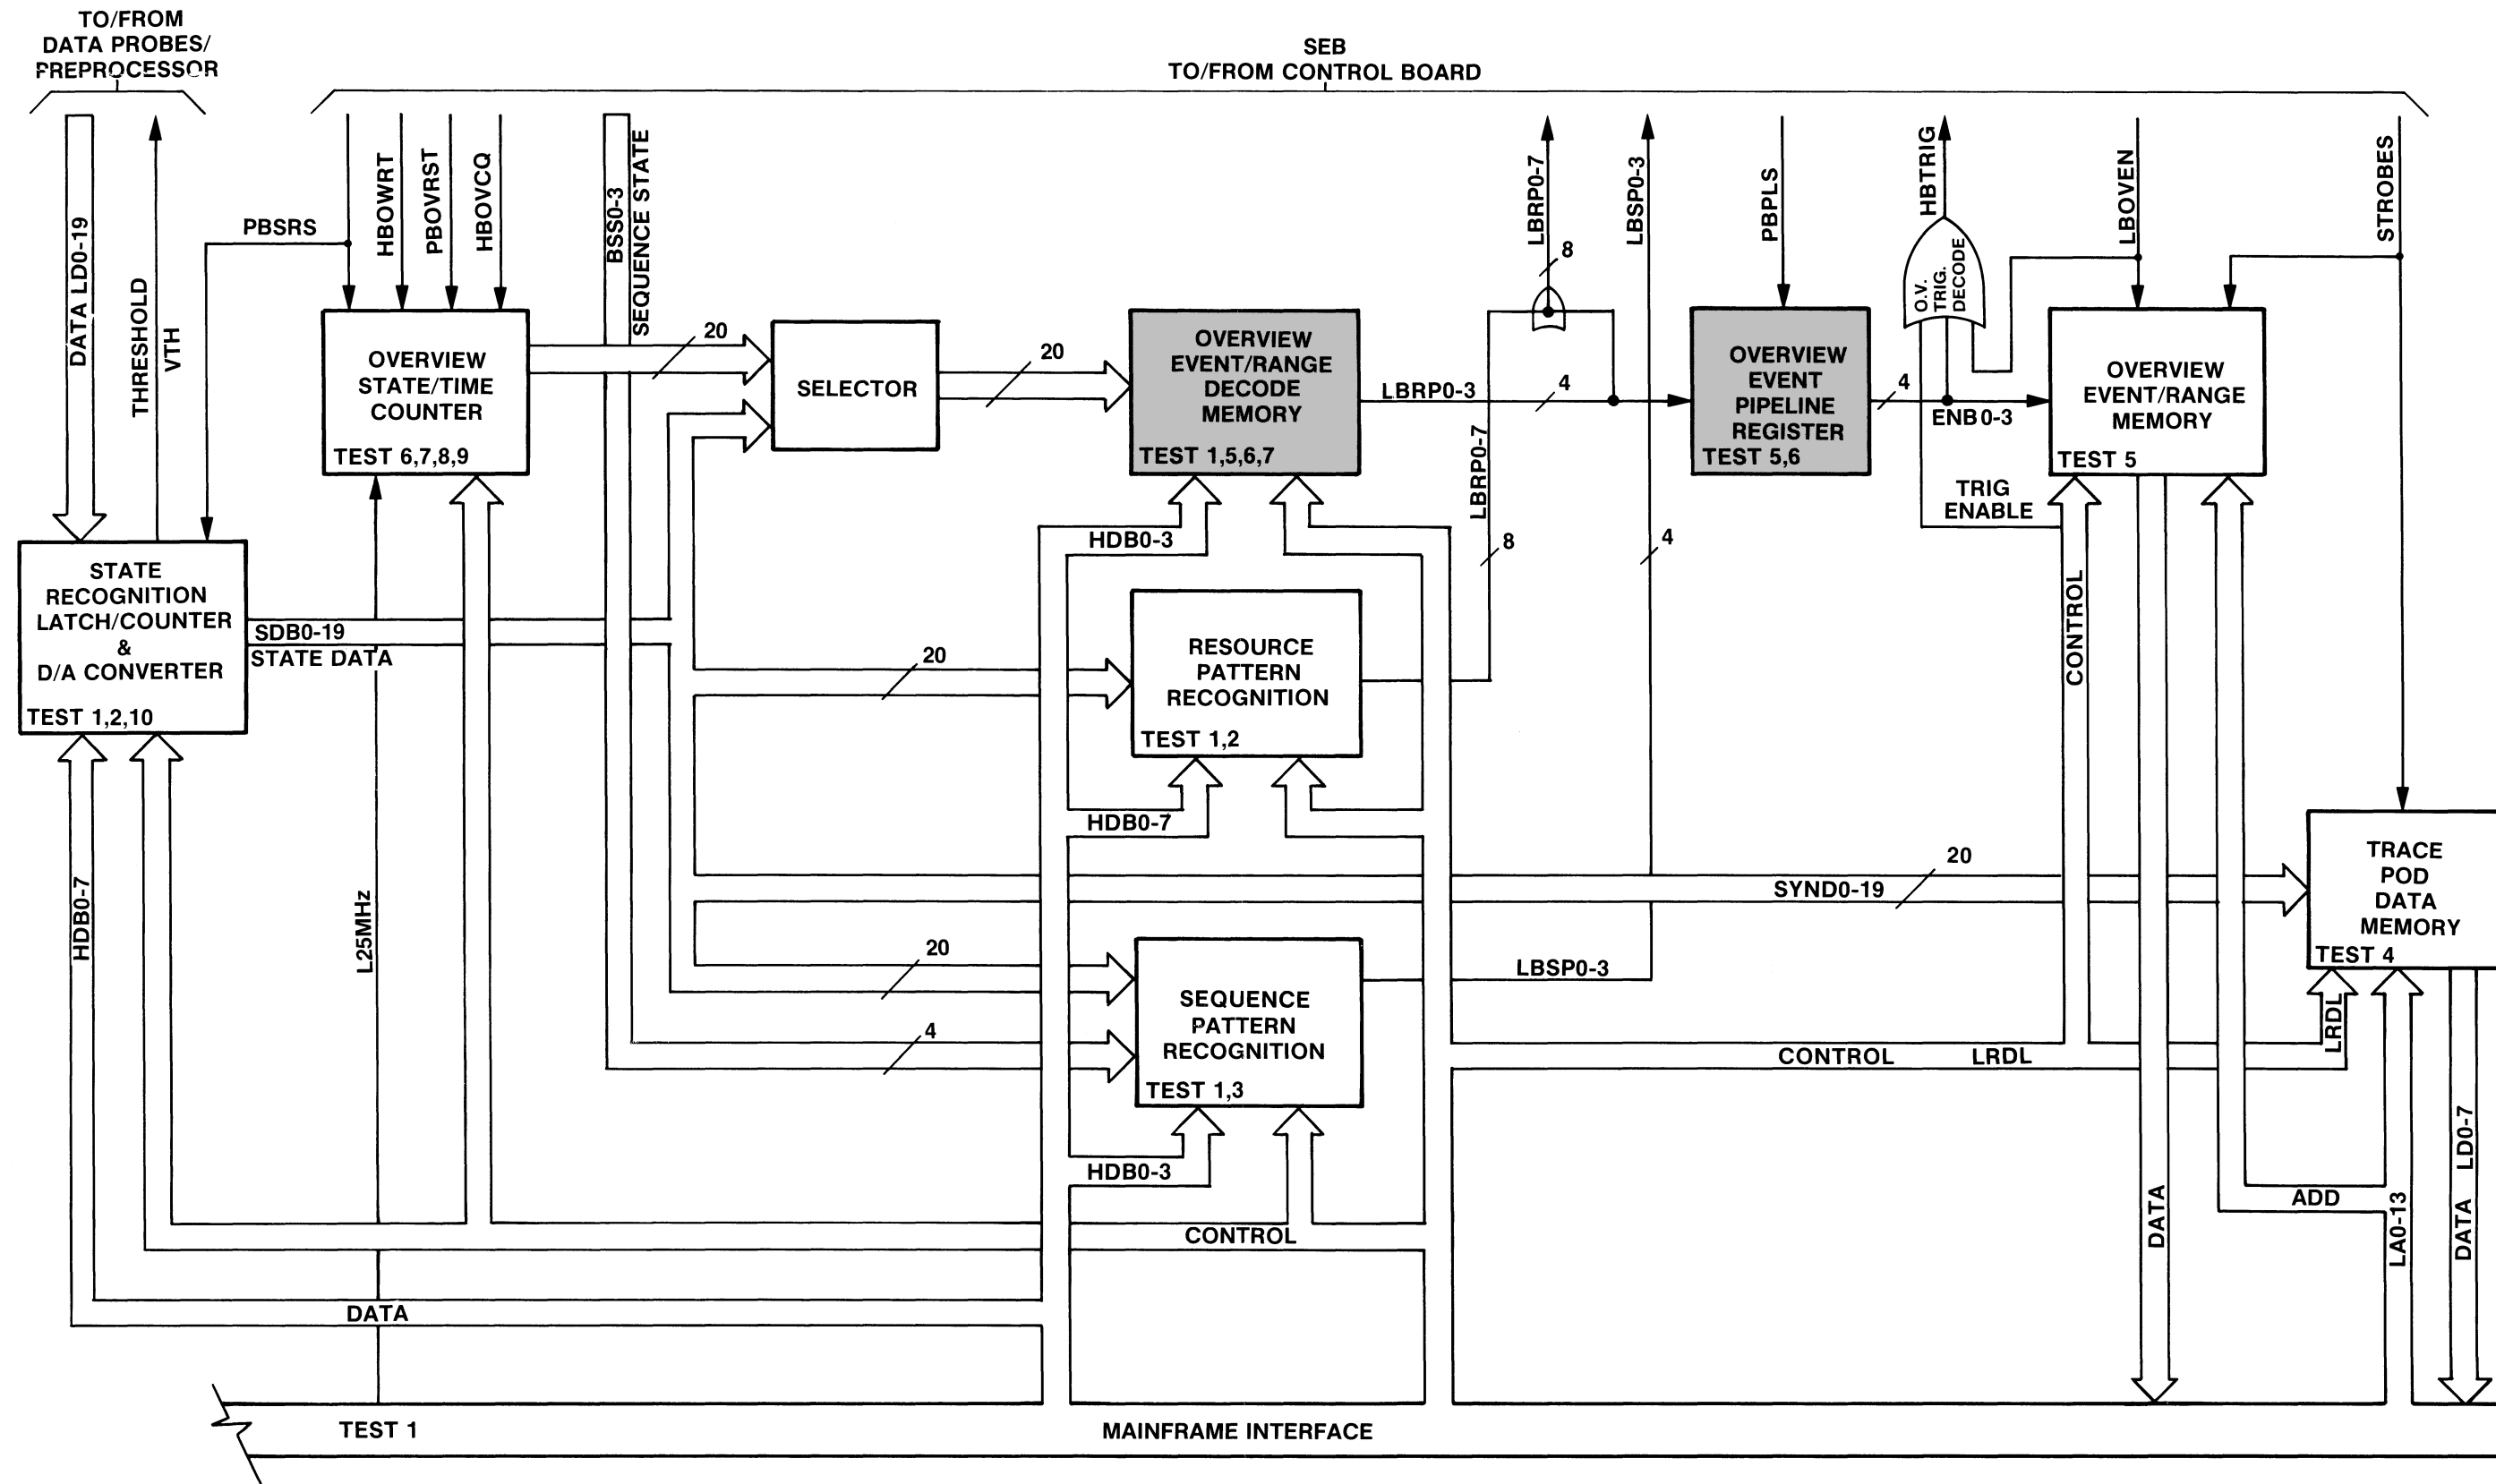 TO/FROM
DATA PROBES/
PREPROCESSOR
SEB
TO/FROM CONTROL BOARD
DATA LD0-19
THRESHOLD
VTH
PBSRS
HBOWRT
PBOVRST
HBOVCQ
BSS0-3
SEQUENCE STATE
LBRP0-7
8
LBSP0-3
PBPLS
HBTRIG
O.V.
TRIG.
DECODE
LBOVEN
STROBES
OVERVIEW
STATE/TIME
COUNTER
TEST 6,7,8,9
20
SELECTOR
20
OVERVIEW
EVENT/RANGE
DECODE
MEMORY
TEST 1,5,6,7
LBRP0-3
4
OVERVIEW
EVENT
PIPELINE
REGISTER
TEST 5,6
4
ENB0-3
OVERVIEW
EVENT/RANGE
MEMORY
TEST 5
TRIG
ENABLE
LBRP0-7
8
4
HDB0-3
STATE
RECOGNITION
LATCH/COUNTER
&
D/A CONVERTER
TEST 1,2,10
SDB0-19
STATE DATA
20
RESOURCE
PATTERN
RECOGNITION
TEST 1,2
CONTROL
HDB0-7
HDB0-7
L25MHz
20
SYND0-19
TRACE
POD
DATA
MEMORY
TEST 4
20
LBSP0-3
SEQUENCE
PATTERN
RECOGNITION
TEST 1,3
4
CONTROL LRDL
LRDL
HDB0-3
CONTROL
DATA
DATA
ADD
LA0-13
DATA LD0-7
TEST 1
MAINFRAME INTERFACE